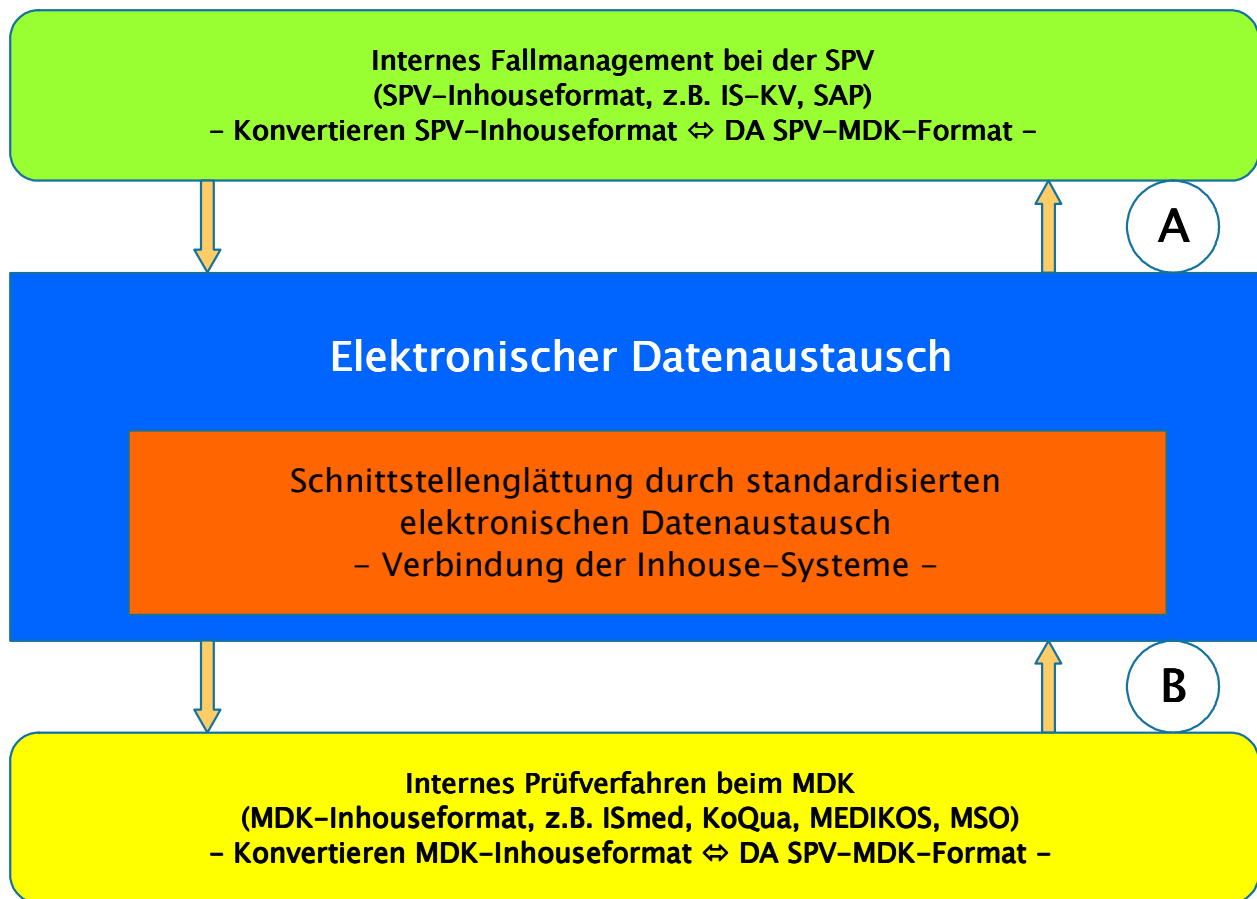 Internes Fallmanagement bei der SPV
(SPV-Inhouseformat, z.B. IS-KV, SAP)
– Konvertieren SPV-Inhouseformat ⇔ DA SPV-MDK-Format –
A
Elektronischer Datenaustausch
Schnittstellenglättung durch standardisierten
elektronischen Datenaustausch
– Verbindung der Inhouse-Systeme –
B
Internes Prüfverfahren beim MDK
(MDK-Inhouseformat, z.B. ISmed, KoQua, MEDIKOS, MSO)
– Konvertieren MDK-Inhouseformat ⇔ DA SPV-MDK-Format –